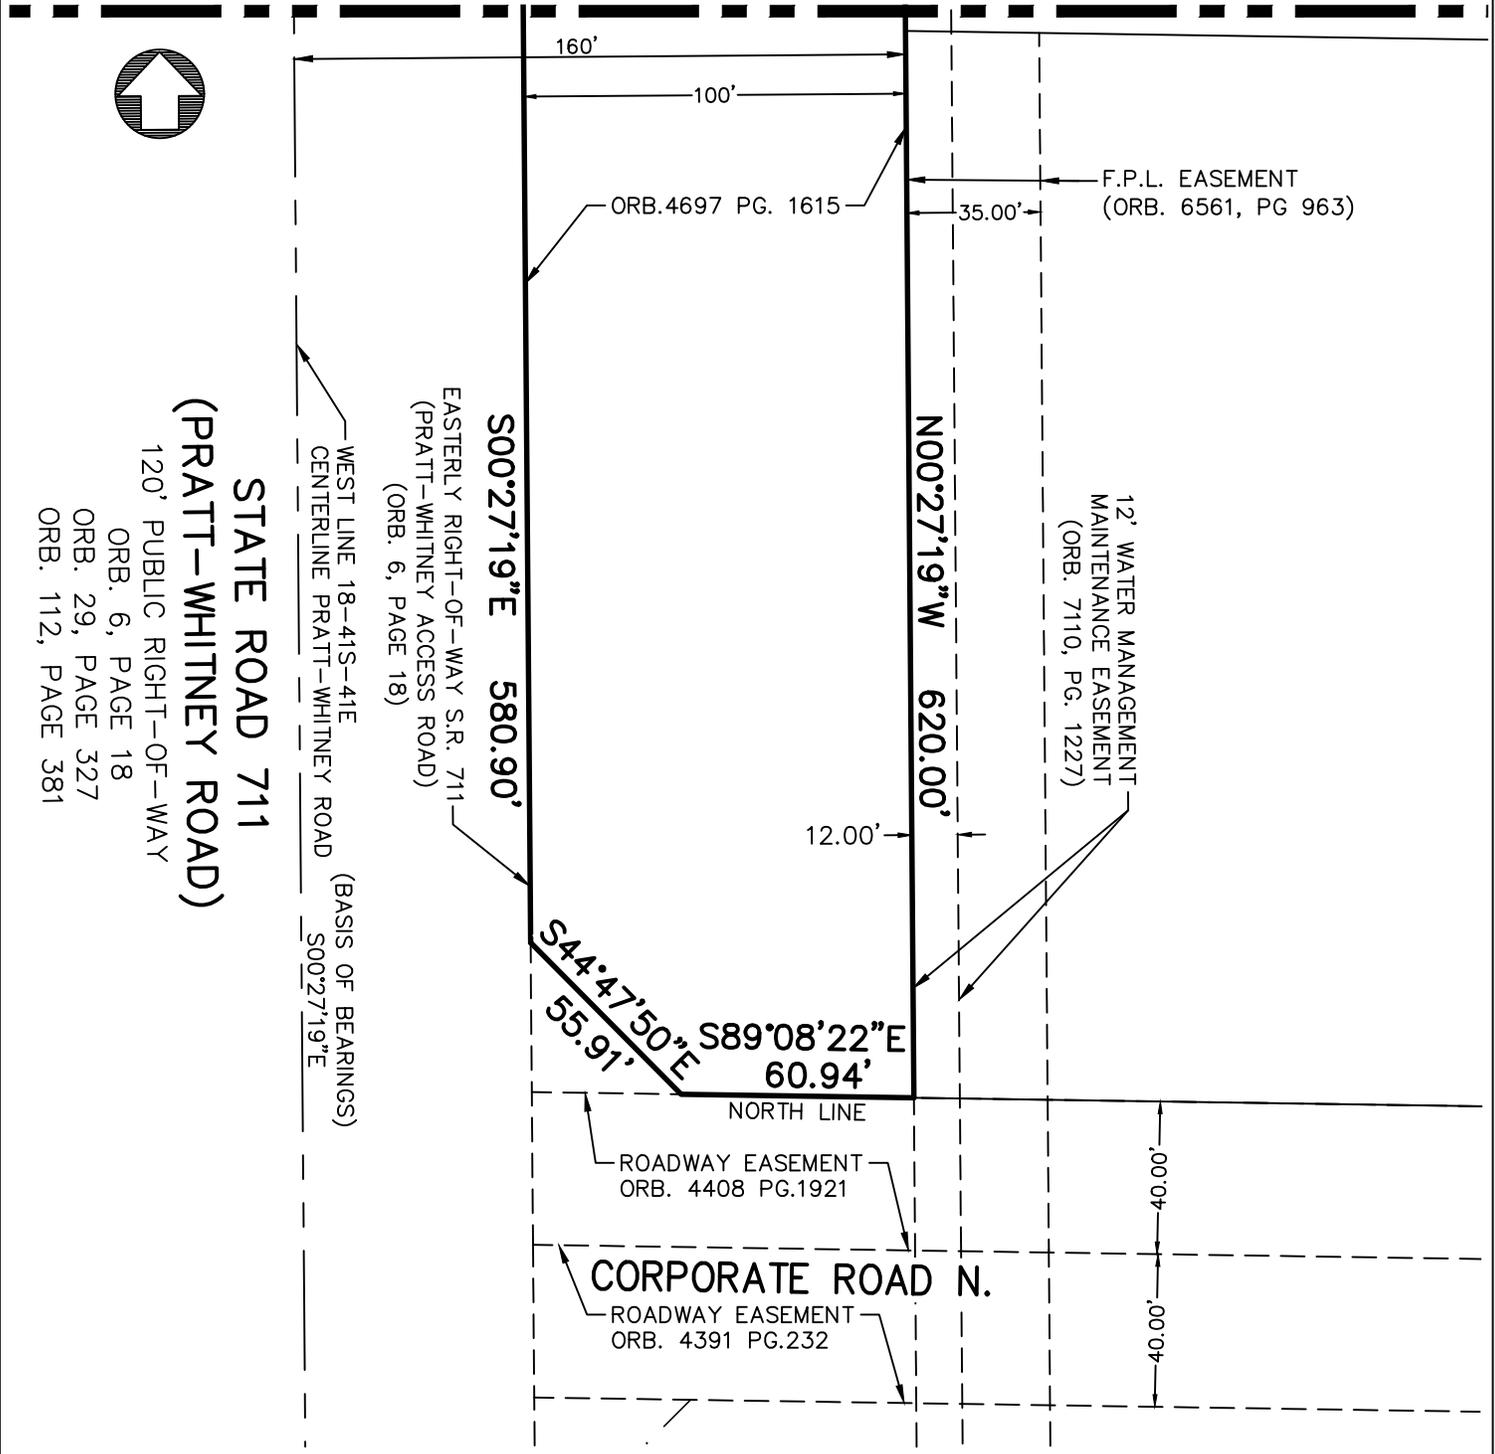 160'
100'
ORB.4697 PG. 1615
F.P.L. EASEMENT
(ORB. 6561, PG 963)
35.00'
STATE ROAD 711
(PRATT-WHITNEY ROAD)
120' PUBLIC RIGHT-OF-WAY
ORB. 6, PAGE 18
ORB. 29, PAGE 327
ORB. 112, PAGE 381
WEST LINE 18-41S-41E
CENTERLINE PRATT-WHITNEY ROAD
(BASIS OF BEARINGS)
S00°27'19"E
EASTERLY RIGHT-OF-WAY S.R. 711
(PRATT-WHITNEY ACCESS ROAD)
(ORB. 6, PAGE 18)
S00°27'19"E 580.90'
N00°27'19"W 620.00'
12' WATER MANAGEMENT
MAINTENANCE EASEMENT
(ORB. 7110, PG. 1227)
12.00'
S44°47'50"E
55.91'
S89°08'22"E
60.94'
NORTH LINE
ROADWAY EASEMENT
ORB. 4408 PG.1921
40.00'
CORPORATE ROAD N.
ROADWAY EASEMENT
ORB. 4391 PG.232
40.00'